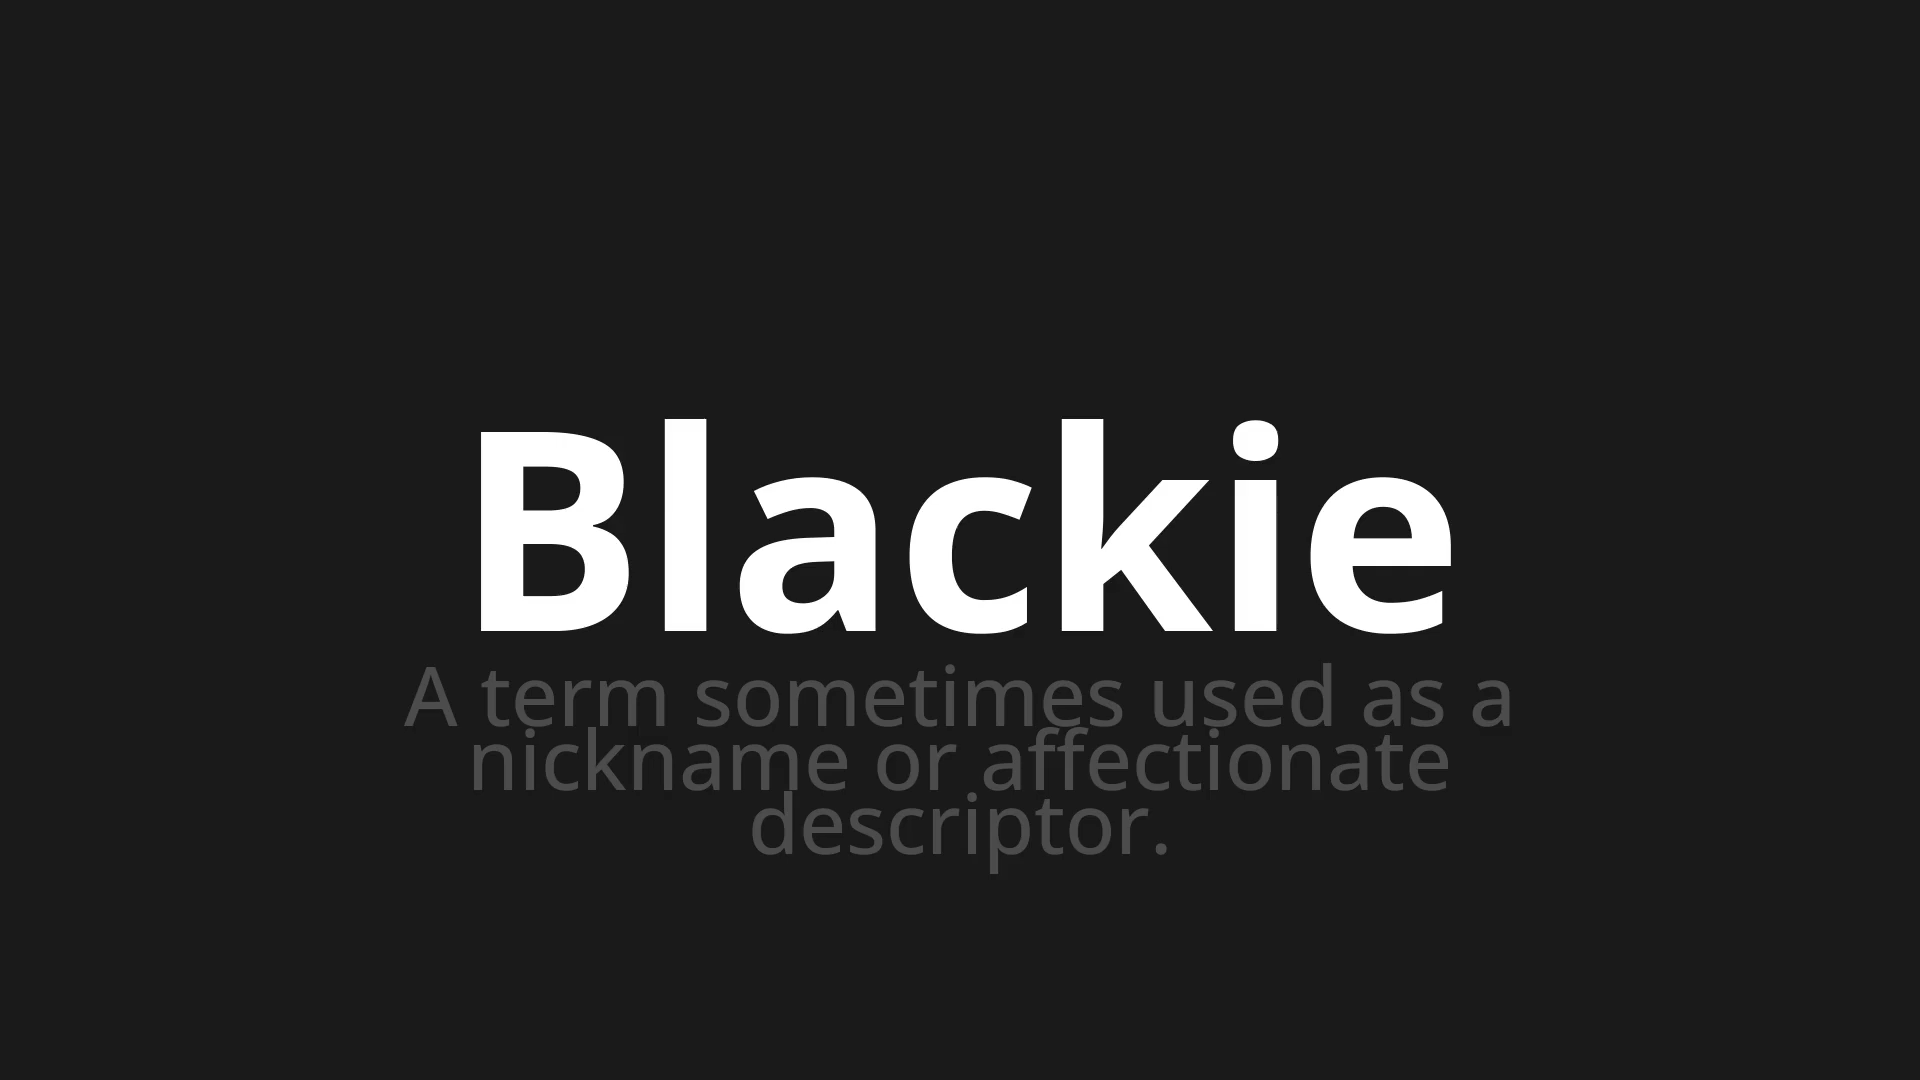 Blackie
A term sometimes used as a
nickname or affectionate
descriptor.